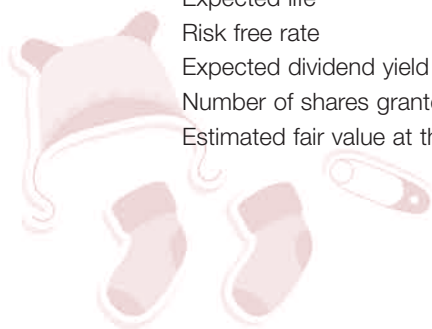 Expected life
Risk free rate
Expected dividend yield
Number of shares grante
Estimated fair value at th